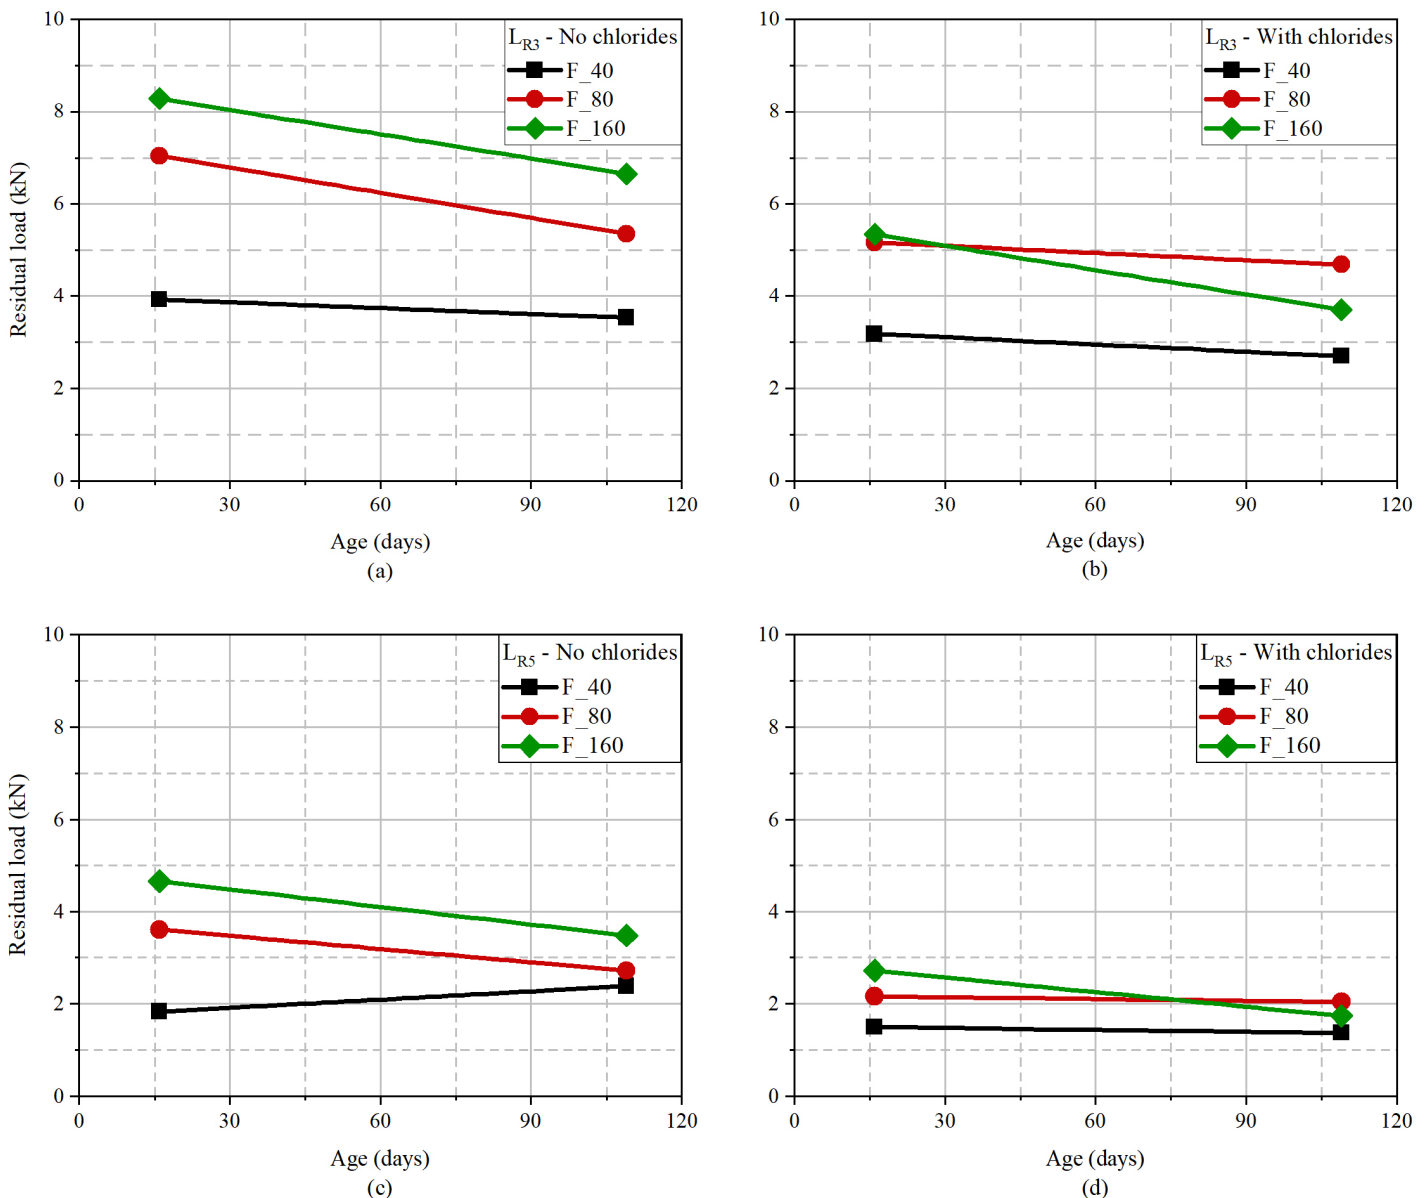 L_R3 - No chlorides
F_40
F_80
F_160
10
8
6
4
2
0
Residual load (kN)
0 30 60 90 120
Age (days)
(a)
L_R3 - With chlorides
F_40
F_80
F_160
10
8
6
4
2
0
0 30 60 90 120
Age (days)
(b)
L_R5 - No chlorides
F_40
F_80
F_160
10
8
6
4
2
0
Residual load (kN)
0 30 60 90 120
Age (days)
(c)
L_R5 - With chlorides
F_40
F_80
F_160
10
8
6
4
2
0
0 30 60 90 120
Age (days)
(d)